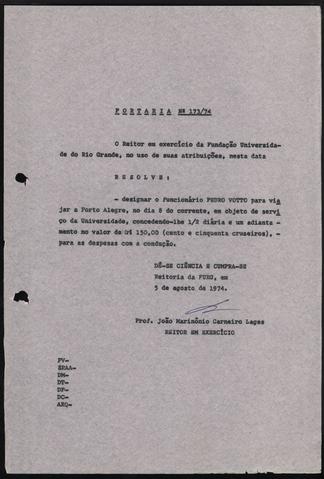 PORTARIA Nº 173/74
O Reitor em exercício da Fundação Universida-
de do Rio Grande, no uso de suas atribuições, nesta data
RESOLVE:
- designar o funcionário PEDRO VOTTO para via
jar a Porto Alegre, no dia 8 do corrente, em objeto de servi
ço da Universidade, concedendo-lhe 1/2 diária e um adianta-
mento no valor de Cr$ 150,00 (cento e cinquenta cruzeiros), -
para as despesas com a condução.
DÊ-SE CIÊNCIA E CUMPRA-SE
Reitoria da FURG, em
5 de agosto de 1974.
Prof. João Marinônio Carneiro Lages
REITOR EM EXERCÍCIO
PV-
SPAA-
DM-
DT-
DF-
DC-
ARQ-